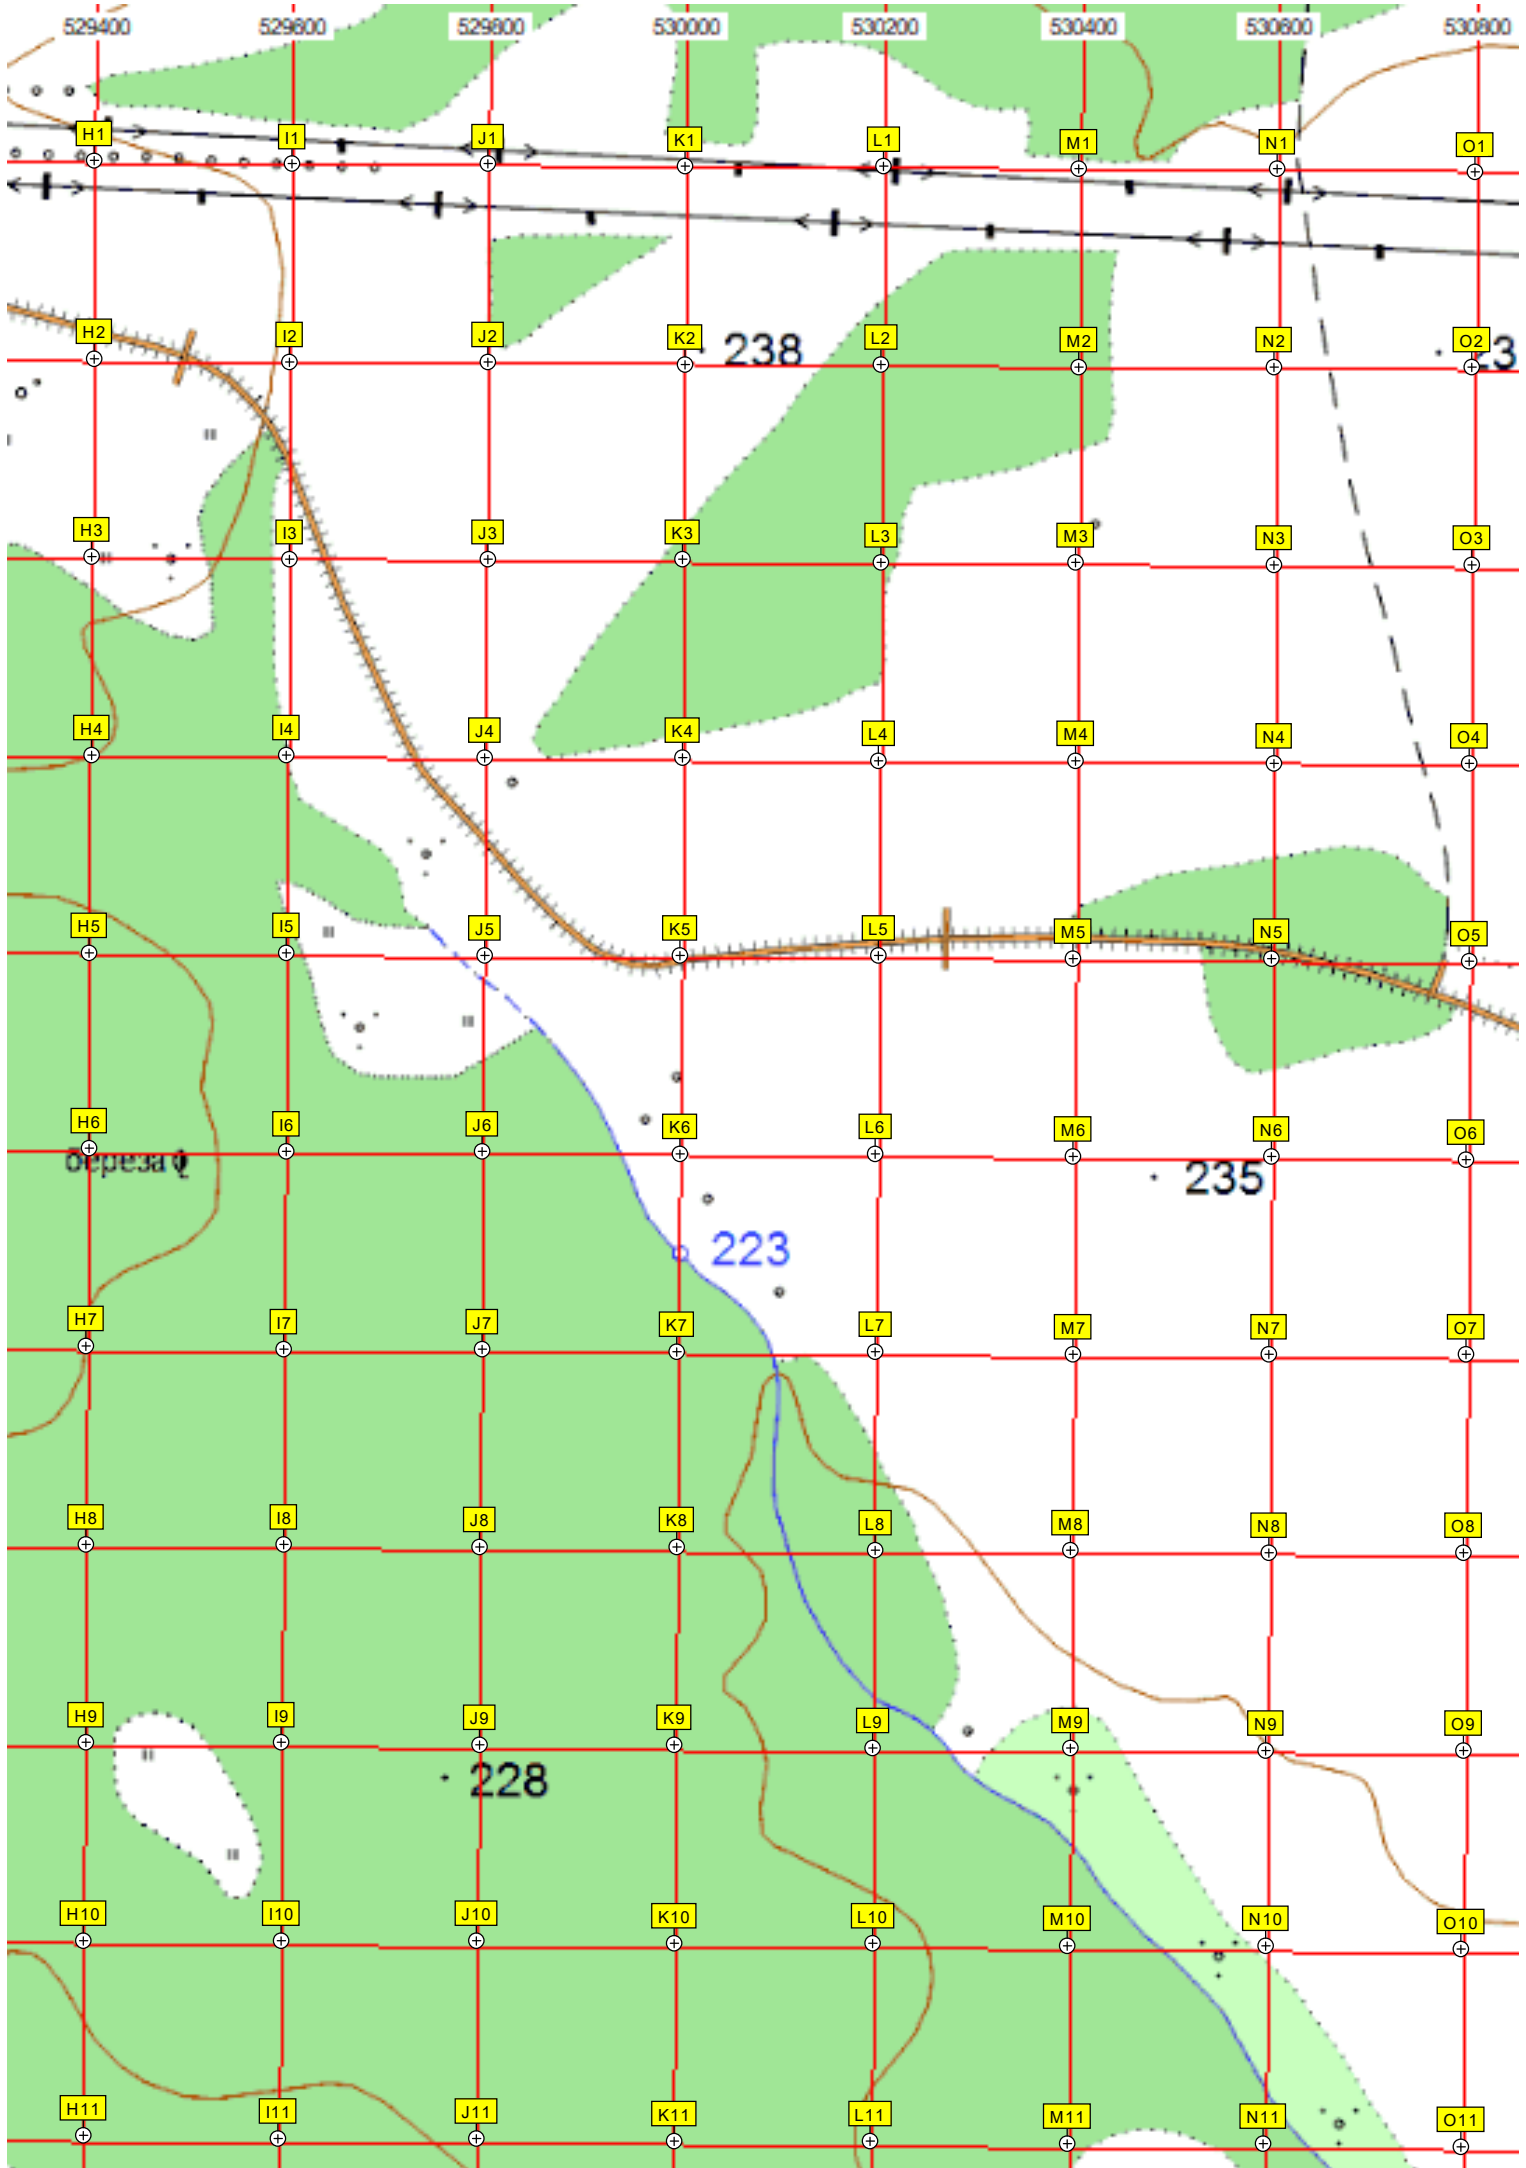 529400 529600 529800 530000 530200 530400 530600 530800
H1 I1 J1 K1 L1 M1 N1 O1
H2 I2 J2 K2 L2 M2 N2 O2
238
H3 I3 J3 K3 L3 M3 N3 O3
H4 I4 J4 K4 L4 M4 N4 O4
H5 I5 J5 K5 L5 M5 N5 O5
H6 I6 J6 K6 L6 M6 N6 O6
береза
235
223
H7 I7 J7 K7 L7 M7 N7 O7
H8 I8 J8 K8 L8 M8 N8 O8
H9 I9 J9 K9 L9 M9 N9 O9
228
H10 I10 J10 K10 L10 M10 N10 O10
H11 I11 J11 K11 L11 M11 N11 O11